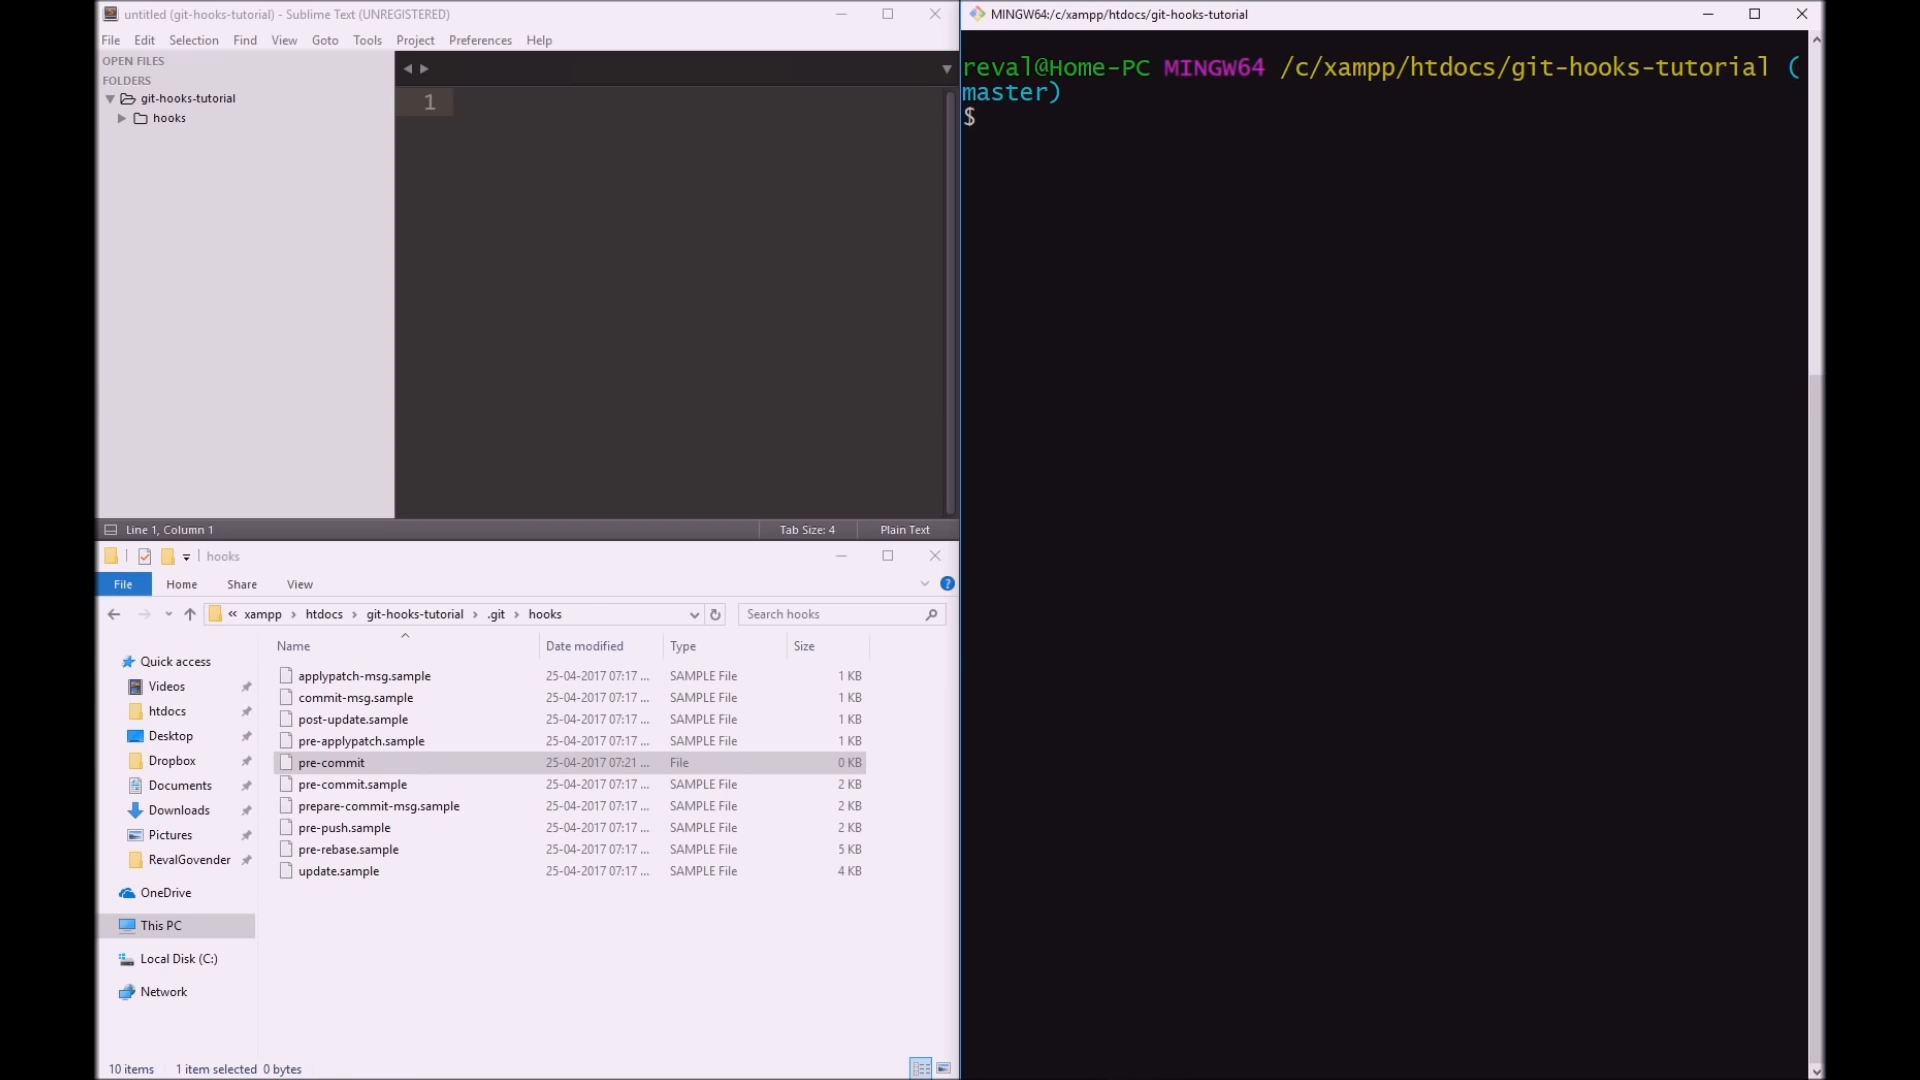 untitled (git-hooks-tutorial) - Sublime Text (UNREGISTERED)
File Edit Selection Find View Goto Tools Project Preferences Help
OPEN FILES
FOLDERS
git-hooks-tutorial
hooks
1
Line 1, Column 1 Tab Size: 4 Plain Text
hooks
File Home Share View
« xampp › htdocs › git-hooks-tutorial › .git › hooks Search hooks
Name Date modified Type Size
applypatch-msg.sample 25-04-2017 07:17 ... SAMPLE File 1 KB
commit-msg.sample 25-04-2017 07:17 ... SAMPLE File 1 KB
post-update.sample 25-04-2017 07:17 ... SAMPLE File 1 KB
pre-applypatch.sample 25-04-2017 07:17 ... SAMPLE File 1 KB
pre-commit 25-04-2017 07:21 ... File 0 KB
pre-commit.sample 25-04-2017 07:17 ... SAMPLE File 2 KB
prepare-commit-msg.sample 25-04-2017 07:17 ... SAMPLE File 2 KB
pre-push.sample 25-04-2017 07:17 ... SAMPLE File 2 KB
pre-rebase.sample 25-04-2017 07:17 ... SAMPLE File 5 KB
update.sample 25-04-2017 07:17 ... SAMPLE File 4 KB
Quick access
Videos
htdocs
Desktop
Dropbox
Documents
Downloads
Pictures
RevalGovender
OneDrive
This PC
Local Disk (C:)
Network
10 items 1 item selected 0 bytes
MINGW64:/c/xampp/htdocs/git-hooks-tutorial
reval@Home-PC MINGW64 /c/xampp/htdocs/git-hooks-tutorial (
master)
$